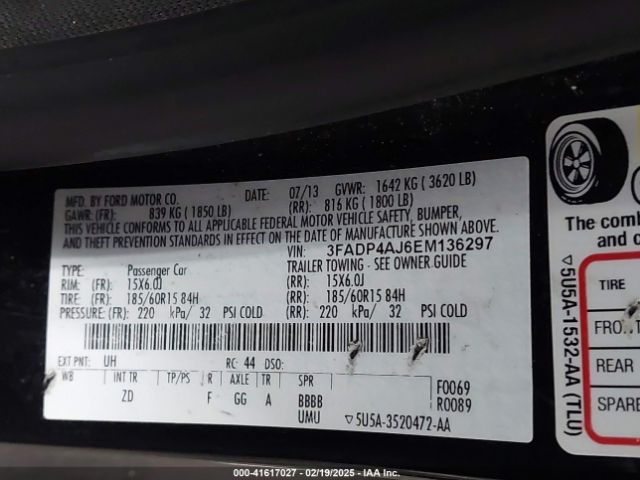 MFD. BY FORD MOTOR CO.
DATE: 07/13 GVWR: 1642 KG ( 3620 LB)
GAWR: (FR): 839 KG ( 1850 LB) (RR): 816 KG ( 1800 LB)
THIS VEHICLE CONFORMS TO ALL APPLICABLE FEDERAL MOTOR VEHICLE SAFETY, BUMPER,
AND THEFT PREVENTION STANDARDS IN EFFECT ON THE DATE OF MANUFACTURE SHOWN ABOVE.
VIN: 3FADP4AJ6EM136297
TYPE: Passenger Car TRAILER TOWING - SEE OWNER GUIDE
RIM: (FR): 15X6.0J (RR): 15X6.0J
TIRE: (FR): 185/60R15 84H (RR): 185/60R15 84H
PRESSURE: (FR): 220 kPa/ 32 PSI COLD (RR): 220 kPa/ 32 PSI COLD
EXT PNT: UH RC: 44 DSO:
WB INT TR TP/PS R AXLE TR SPR F0069
ZD F GG A BBBB R0089
UMU ▽5U5A-3520472-AA
The com
and c
TIRE
FRONT
REAR
SPARE
▽5U5A-1532-AA (TLU)
000-41617027 - 02/19/2025 - IAA Inc.